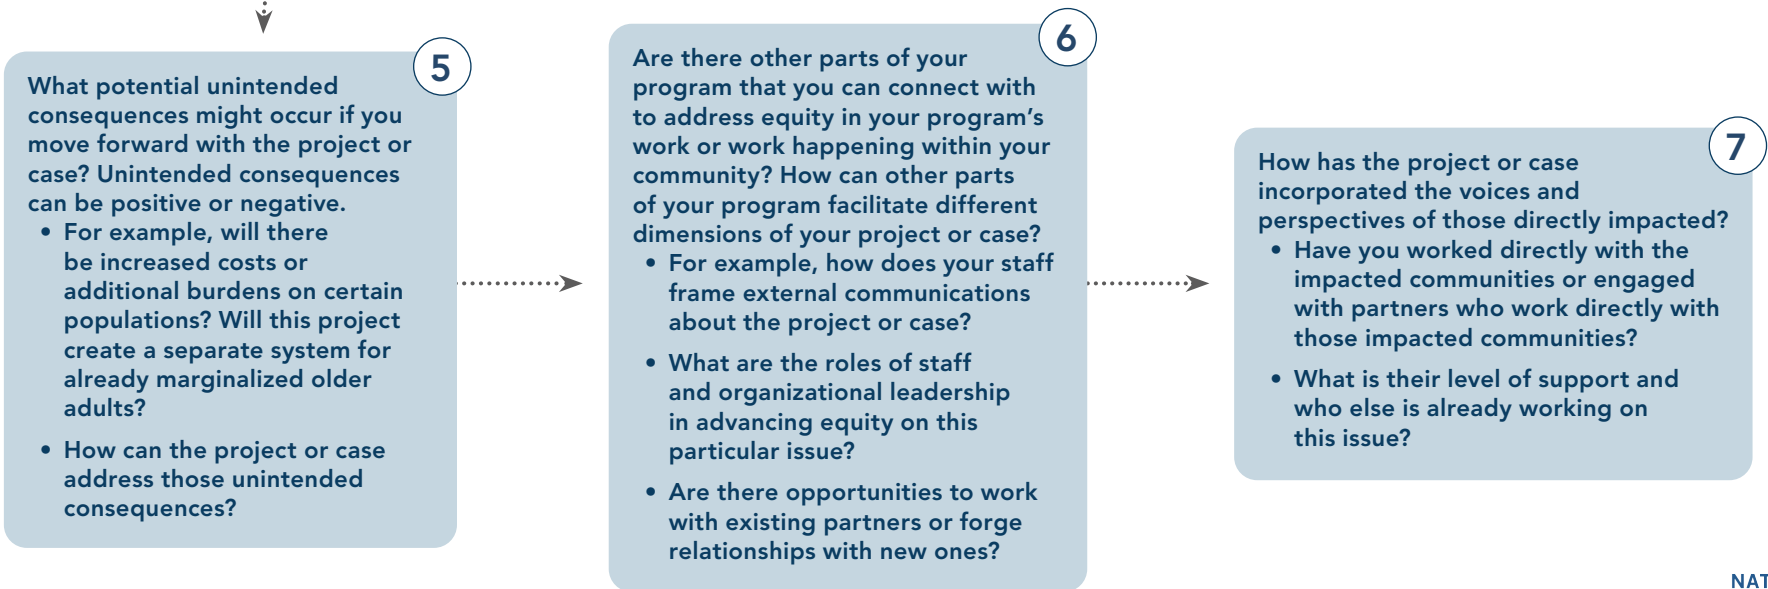 5
What potential unintended
consequences might occur if you
move forward with the project or
case? Unintended consequences
can be positive or negative.
• For example, will there
be increased costs or
additional burdens on certain
populations? Will this project
create a separate system for
already marginalized older
adults?
• How can the project or case
address those unintended
consequences?
6
Are there other parts of your
program that you can connect with
to address equity in your program’s
work or work happening within your
community? How can other parts
of your program facilitate different
dimensions of your project or case?
• For example, how does your staff
frame external communications
about the project or case?
• What are the roles of staff
and organizational leadership
in advancing equity on this
particular issue?
• Are there opportunities to work
with existing partners or forge
relationships with new ones?
7
How has the project or case
incorporated the voices and
perspectives of those directly impacted?
• Have you worked directly with the
impacted communities or engaged
with partners who work directly with
those impacted communities?
• What is their level of support and
who else is already working on
this issue?
NAT